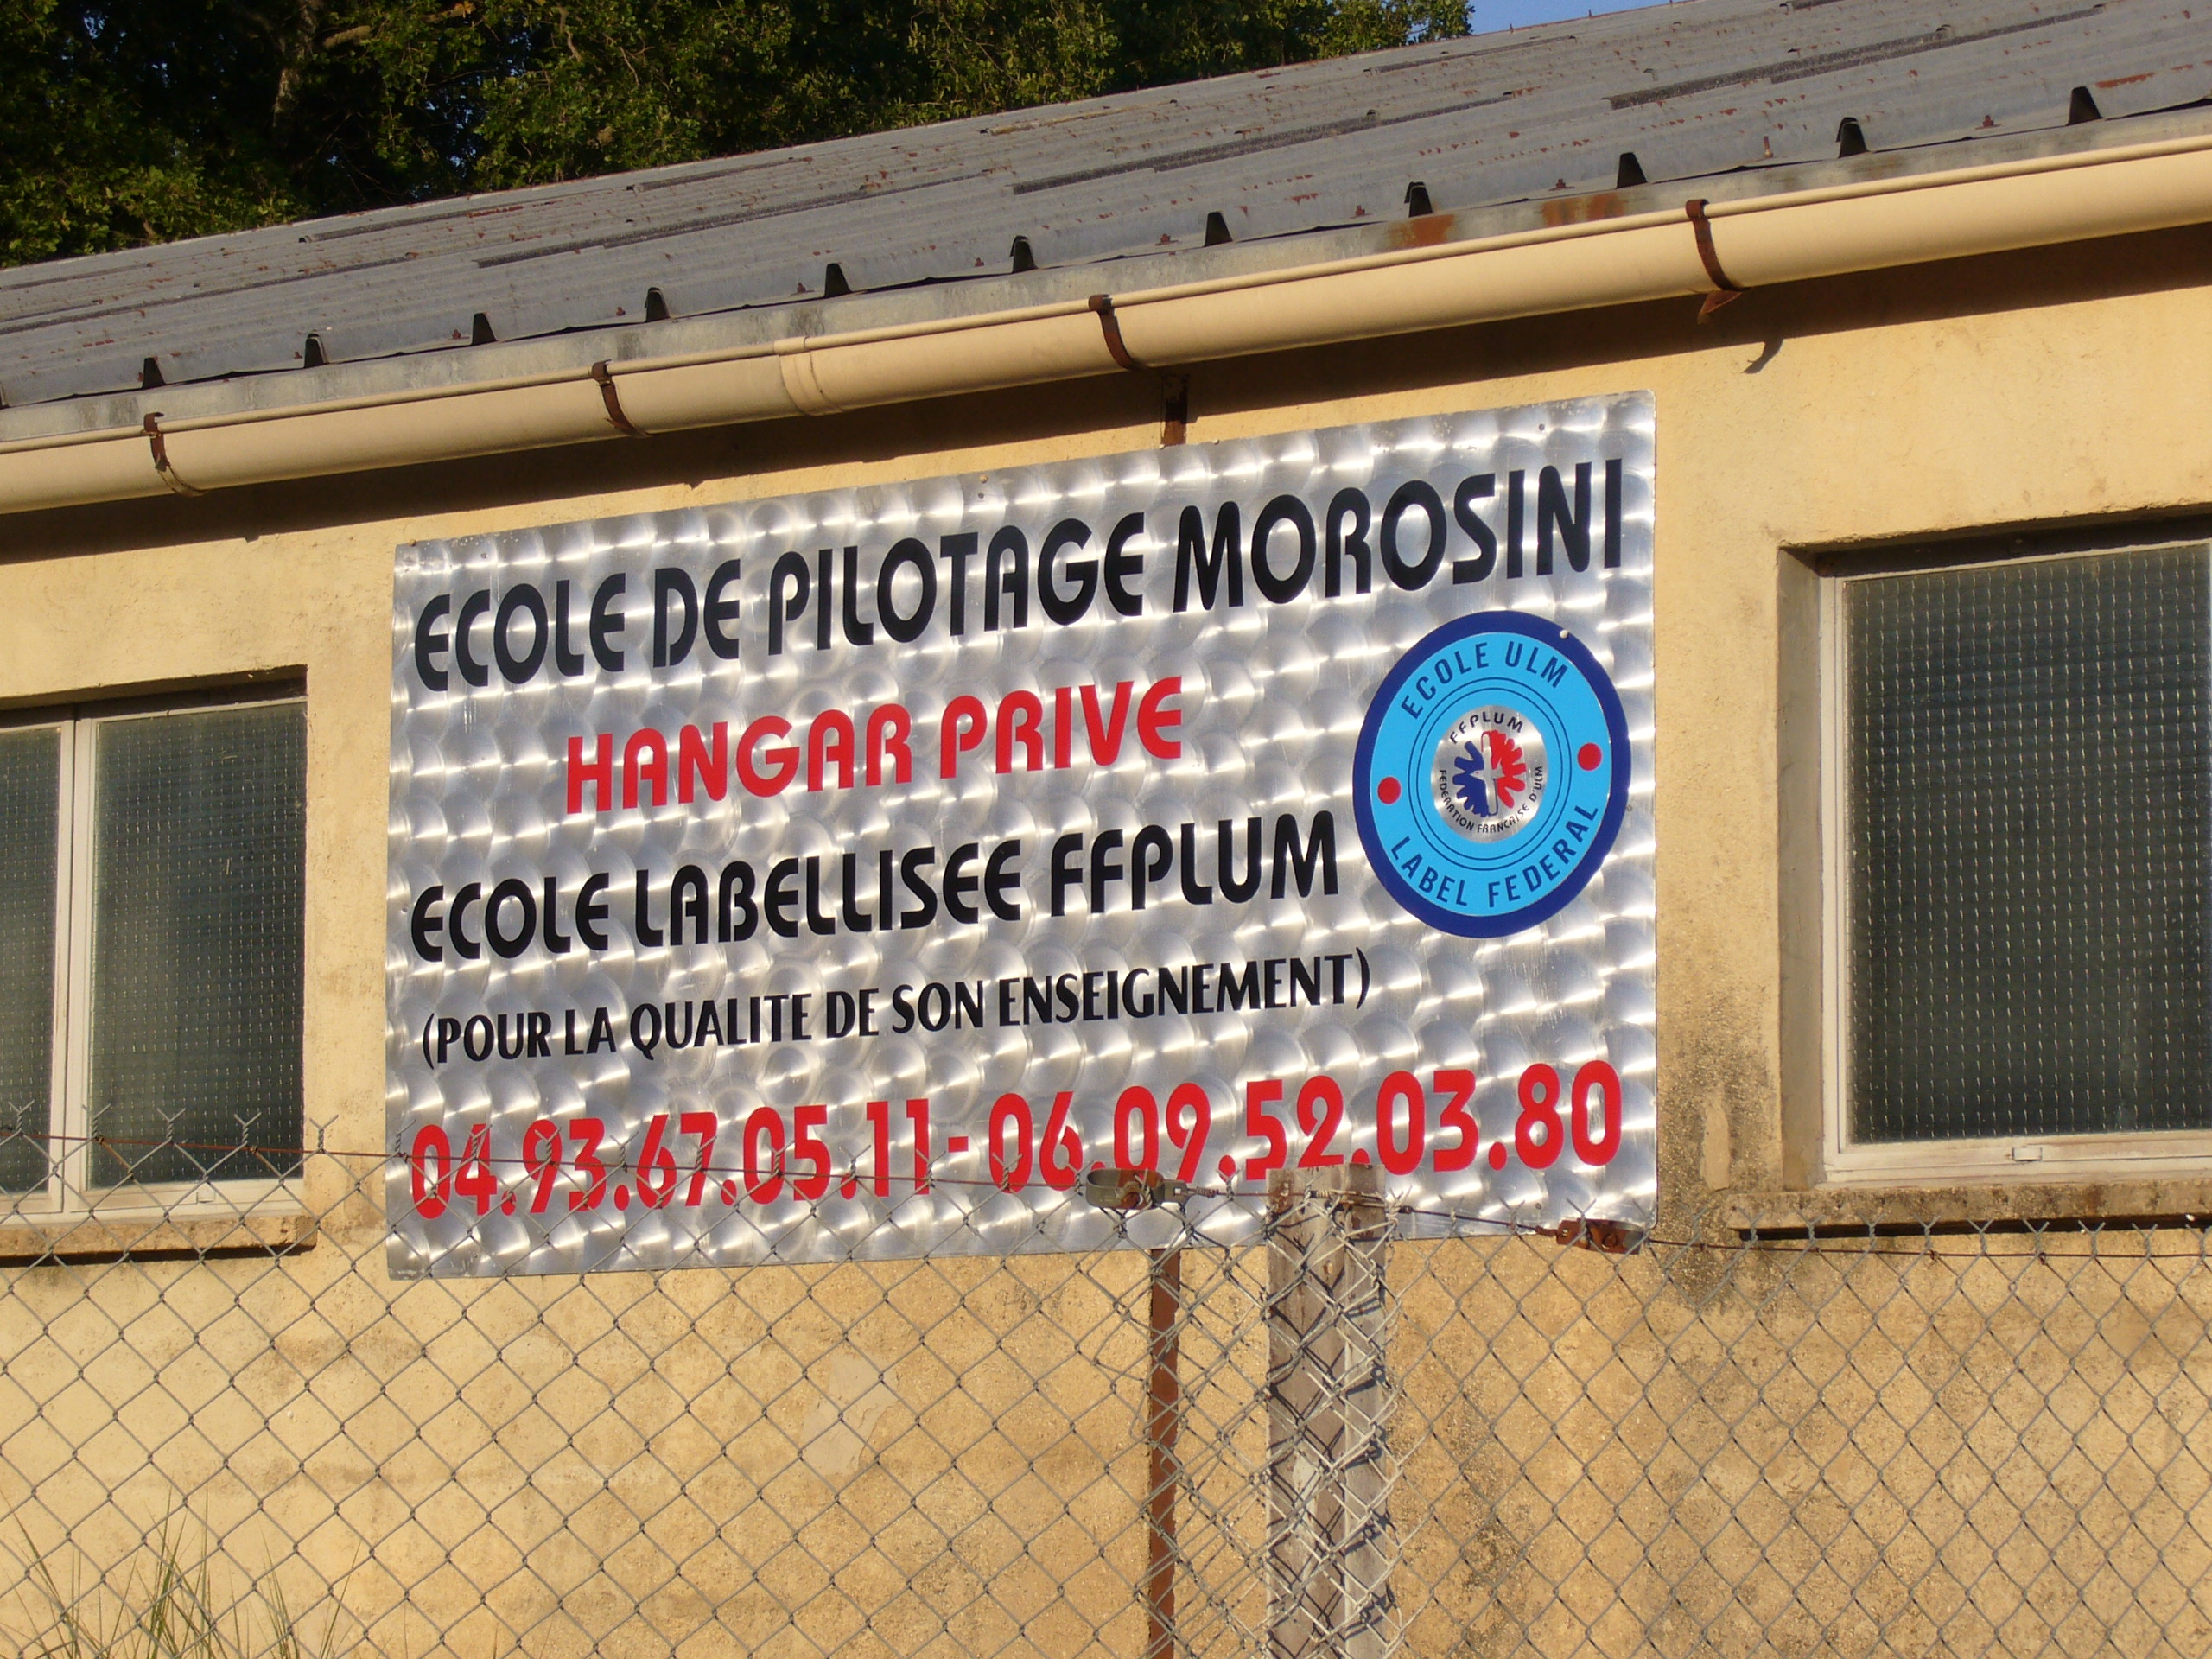 ECOLE DE PILOTAGE MOROSINI
HANGAR PRIVE
ECOLE LABELLISEE FFPLUM
(POUR LA QUALITE DE SON ENSEIGNEMENT)
04.93.67.05.11-06.09.52.03.80
ECOLE ULM
FFPLUM
FEDERATION FRANCAISE D'ULM
LABEL FEDERAL